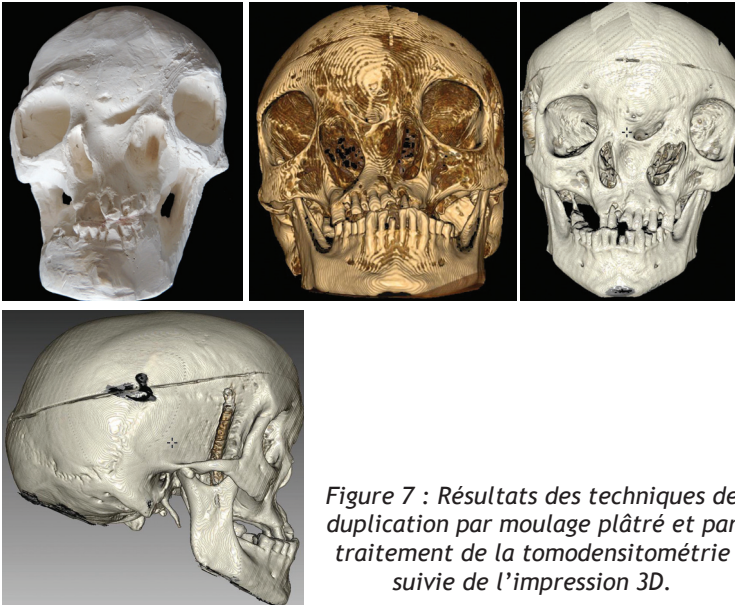 Figure 7 : Résultats des techniques de
duplication par moulage plâtré et par
traitement de la tomodensitométrie
suivie de l’impression 3D.